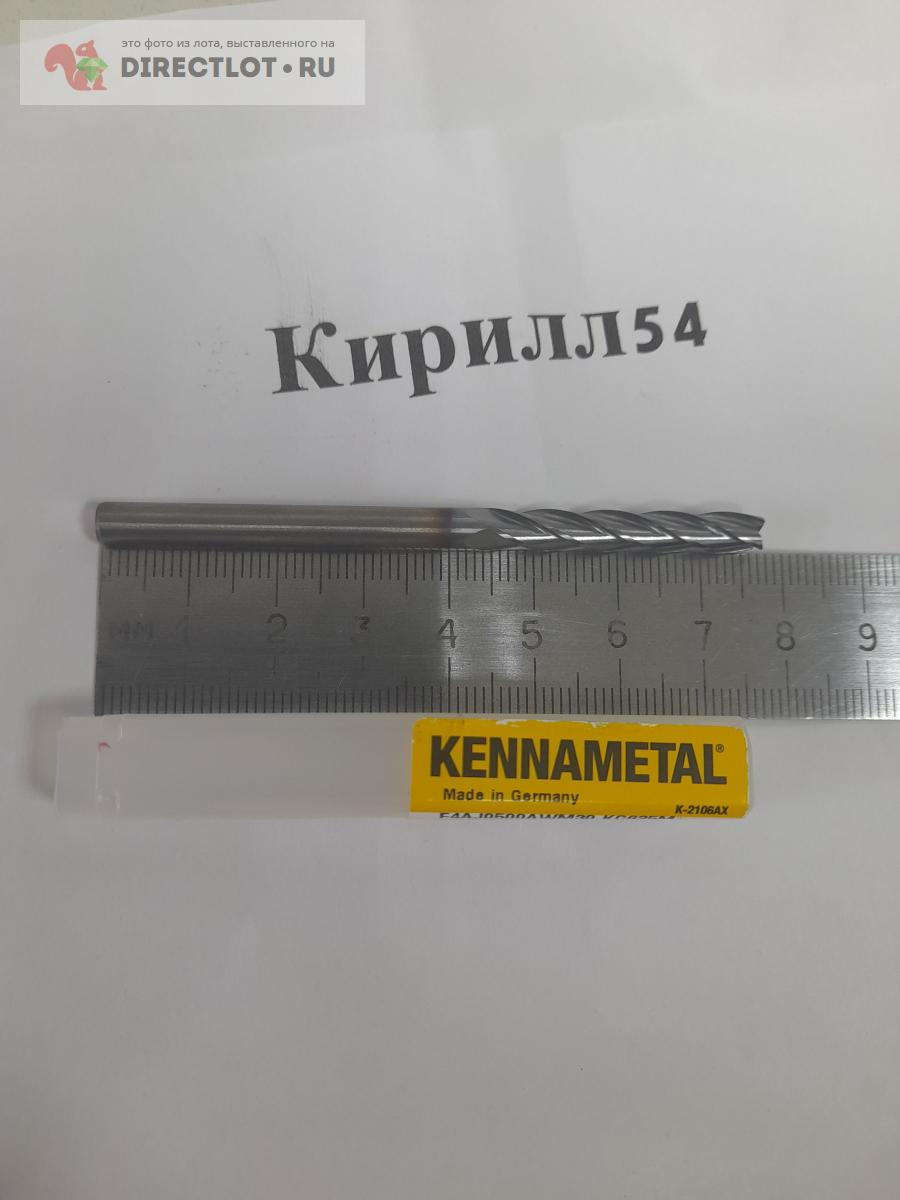 это фото из лота, выставленного на
DIRECTLOT•RU
Кирилл54
мм 1 2 3 4 5 6 7 8 9
KENNAMETAL®
Made in Germany
K-2106AX